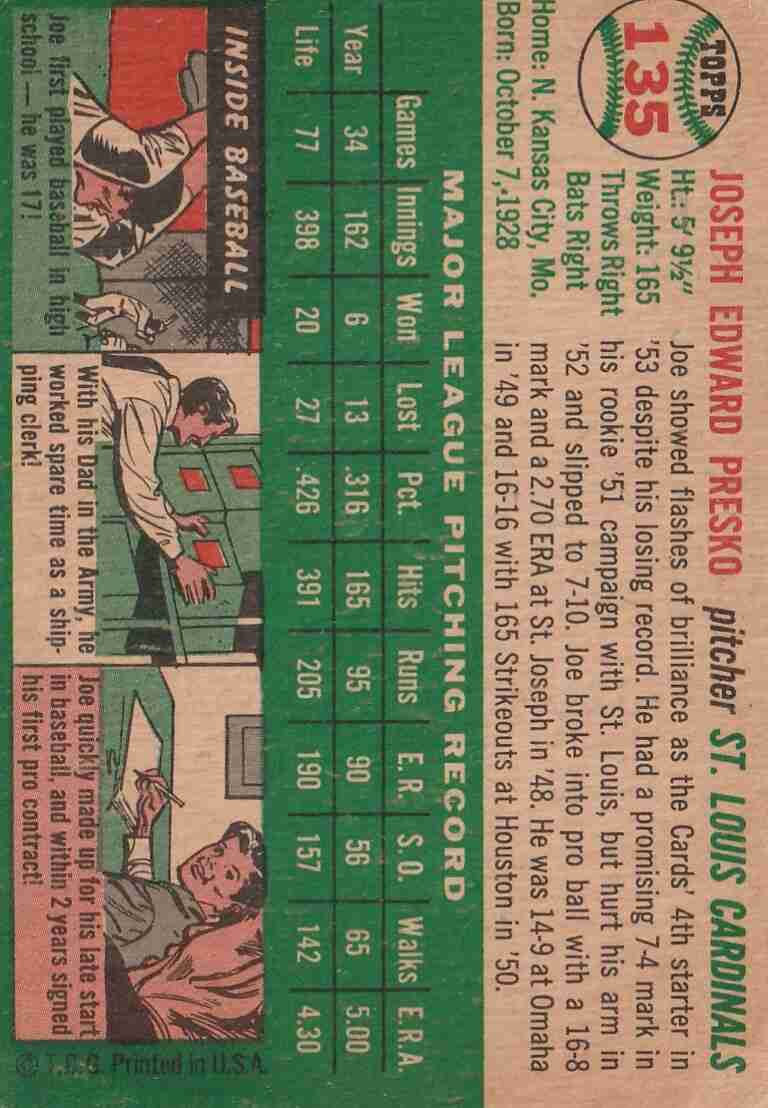 TOPPS
135
JOSEPH EDWARD PRESKO pitcher ST. LOUIS CARDINALS
Ht.: 5' 9½"
Weight: 165
Throws Right
Bats Right
Home: N. Kansas City, Mo.
Born: October 7, 1928
Joe showed flashes of brilliance as the Cards' 4th starter in
'53 despite his losing record. He had a promising 7-4 mark in
his rookie '51 campaign with St. Louis, but hurt his arm in
'52 and slipped to 7-10. Joe broke into pro ball with a 16-8
mark and a 2.70 ERA at St. Joseph in '48. He was 14-9 at Omaha
in '49 and 16-16 with 165 Strikeouts at Houston in '50.
MAJOR LEAGUE PITCHING RECORD
Games Innings Won Lost Pct. Hits Runs E.R. S.O. Walks E.R.A.
Year 34 162 6 13 .316 165 95 90 56 65 5.00
Life 77 398 20 27 .426 391 205 190 157 142 4.30
INSIDE BASEBALL
Joe first played baseball in high
school — he was 17!
With his Dad in the Army, he
worked spare time as a ship-
ping clerk!
Joe quickly made up for his late start
in baseball, and within 2 years signed
his first pro contract!
© T.C.G. Printed in U.S.A.